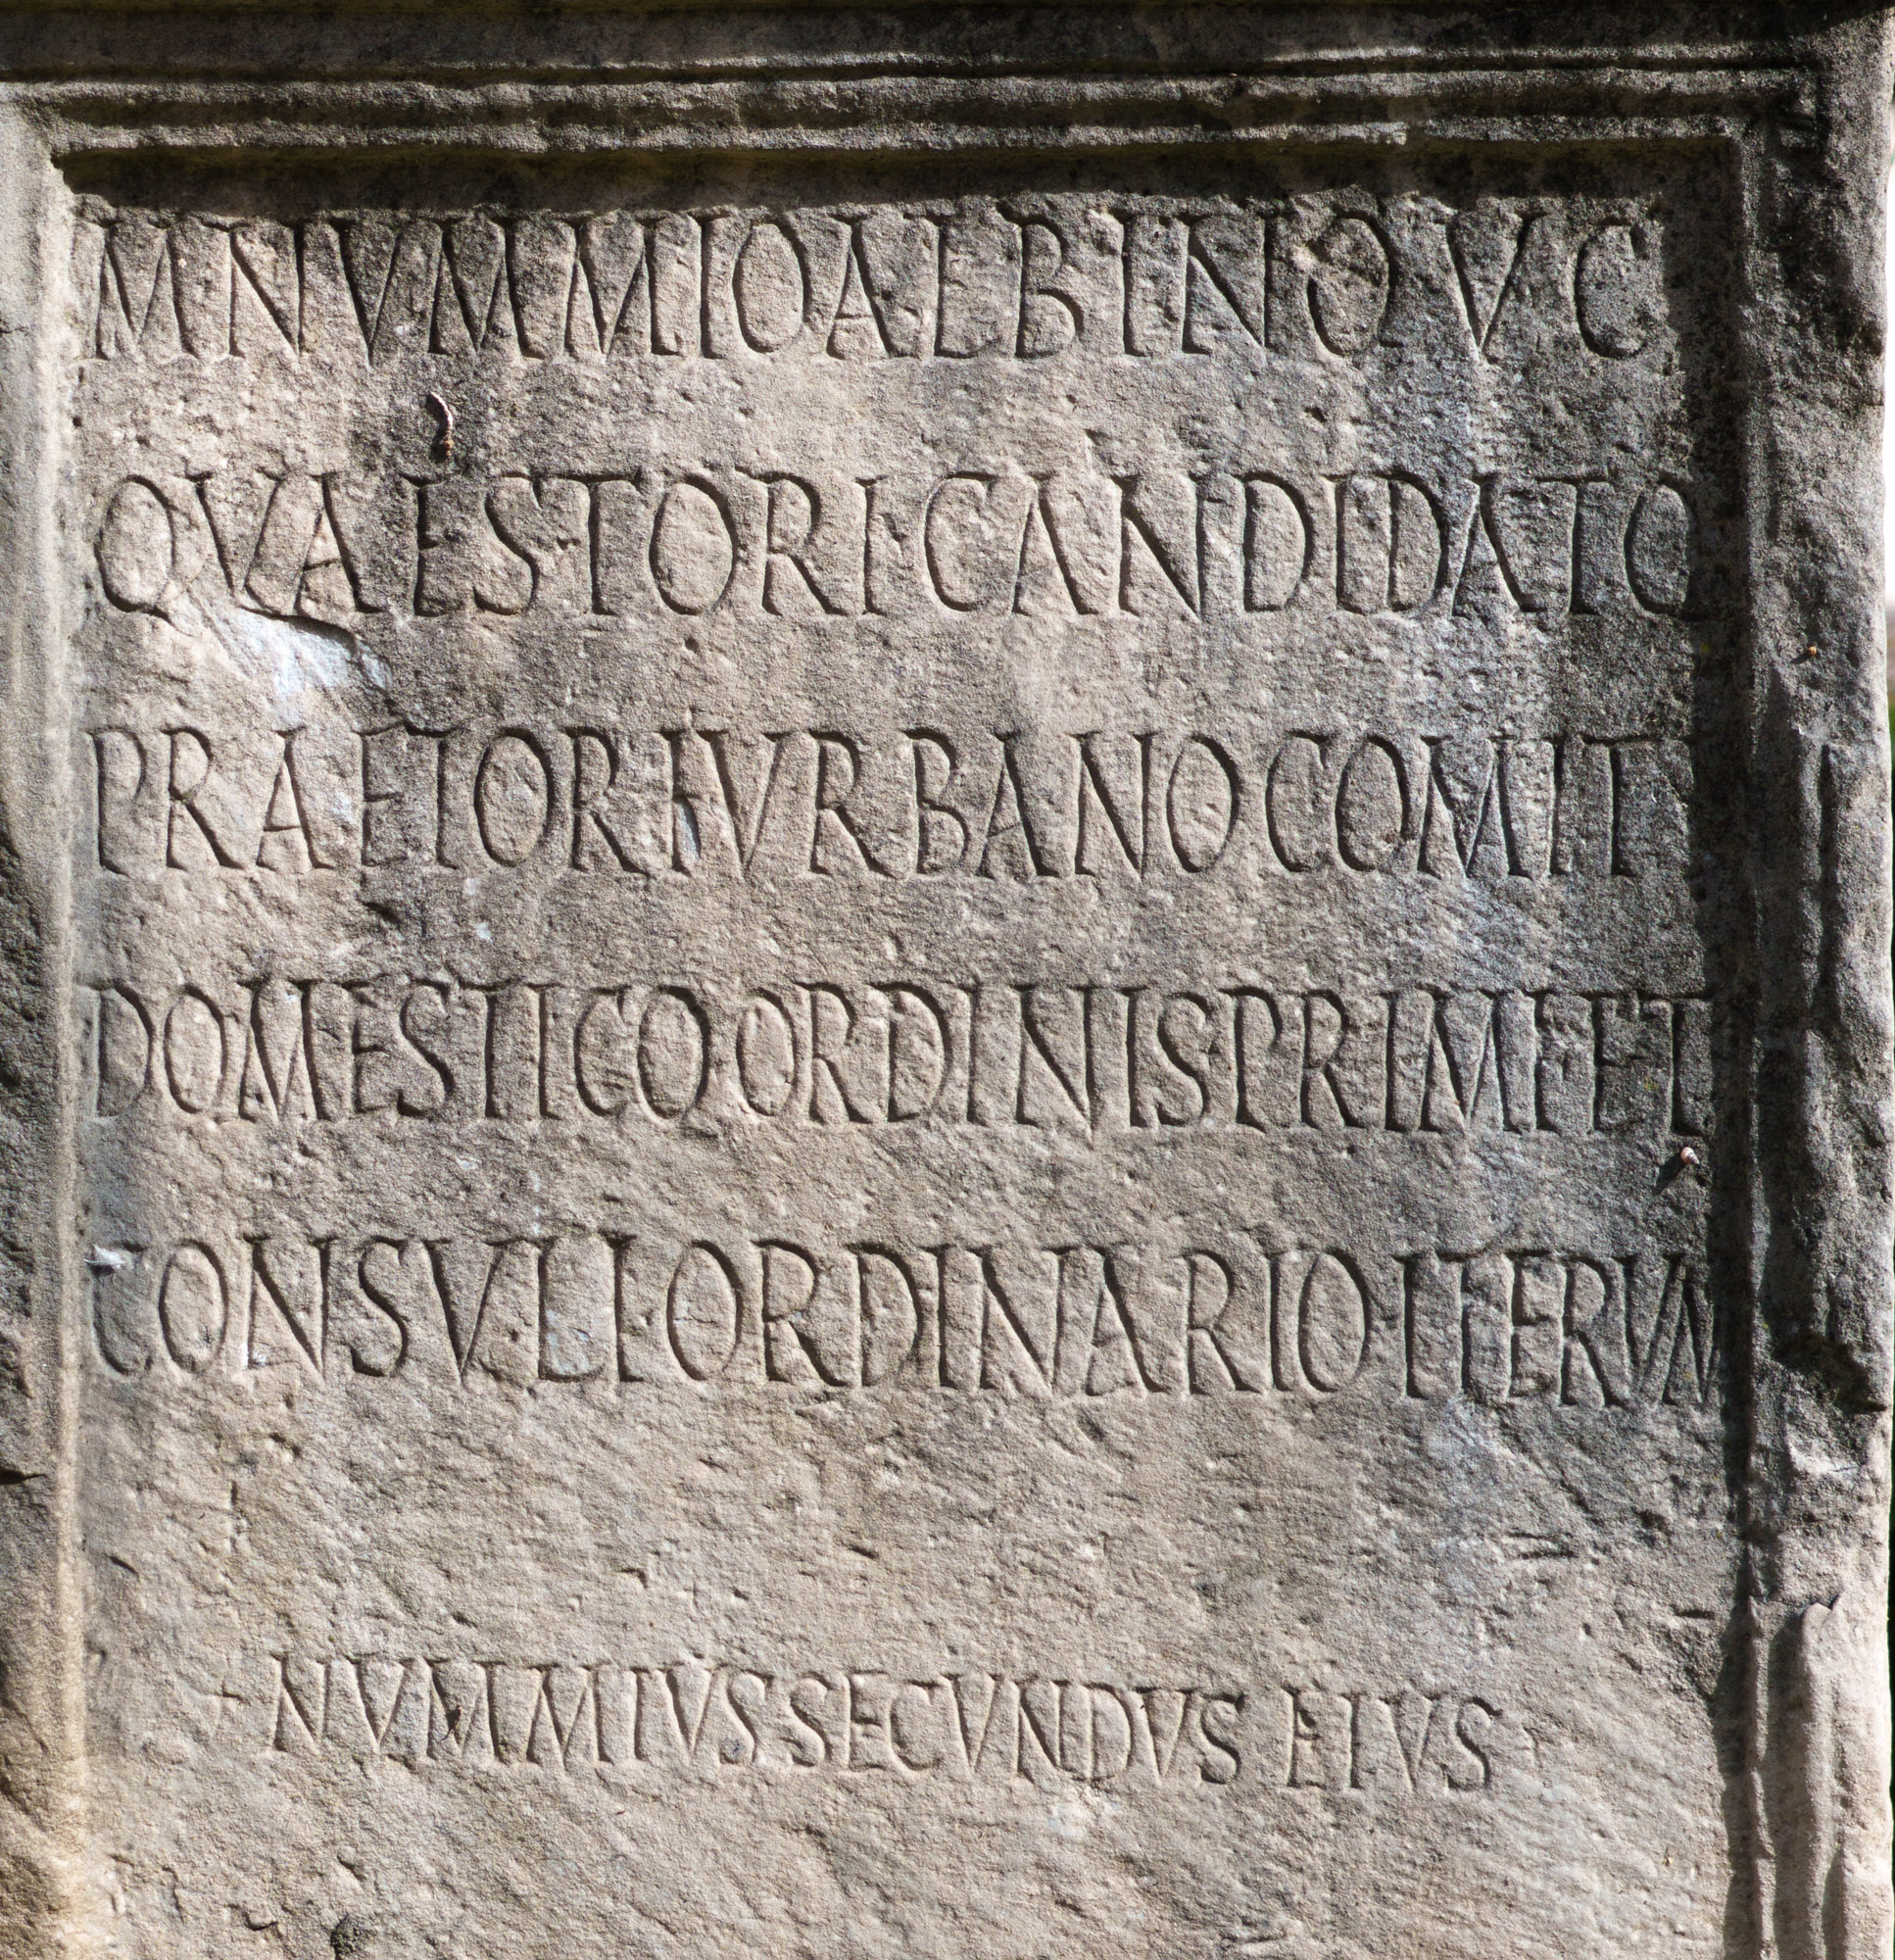 M NVMMIO ALBINO V C
QVAESTORI CANDIDATO
PRAETORI VRBANO COMITI
DOMESTICO ORDINIS PRIMI ET
CONSVLI ORDINARIO ITERVM
NVMMIVS SECVNDVS EIVS